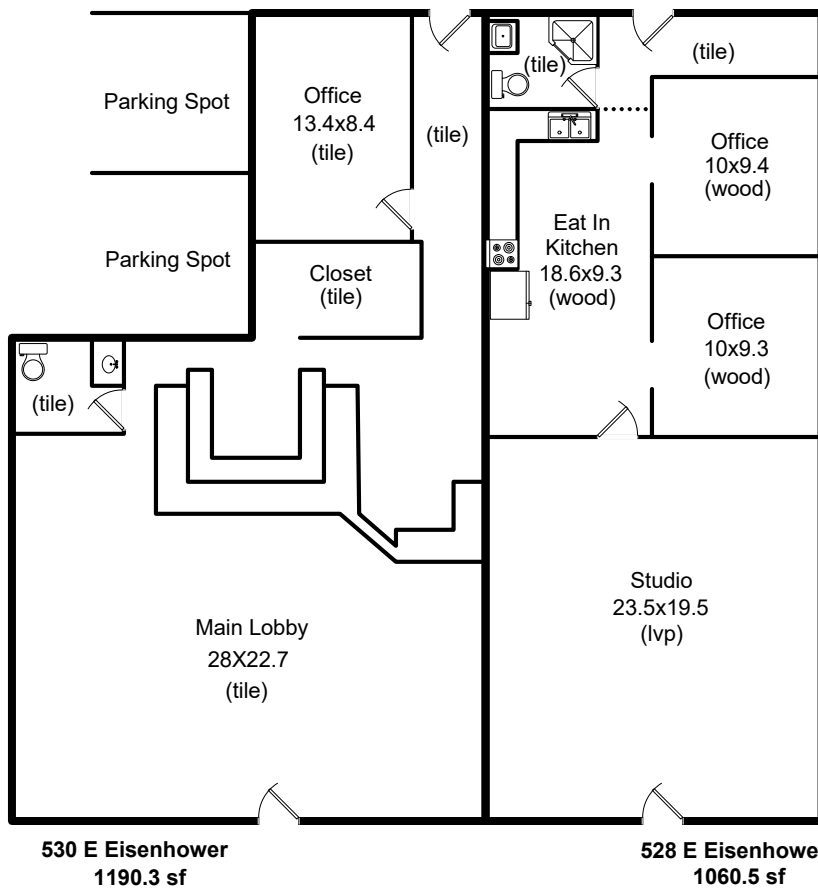 Parking Spot
Office
13.4x8.4
(tile)
(tile)
Parking Spot
Closet
(tile)
(tile)
Main Lobby
28X22.7
(tile)
530 E Eisenhower
1190.3 sf
(tile)
(tile)
Office
10x9.4
(wood)
Eat In
Kitchen
18.6x9.3
(wood)
Office
10x9.3
(wood)
Studio
23.5x19.5
(lvp)
528 E Eisenhowe
1060.5 sf